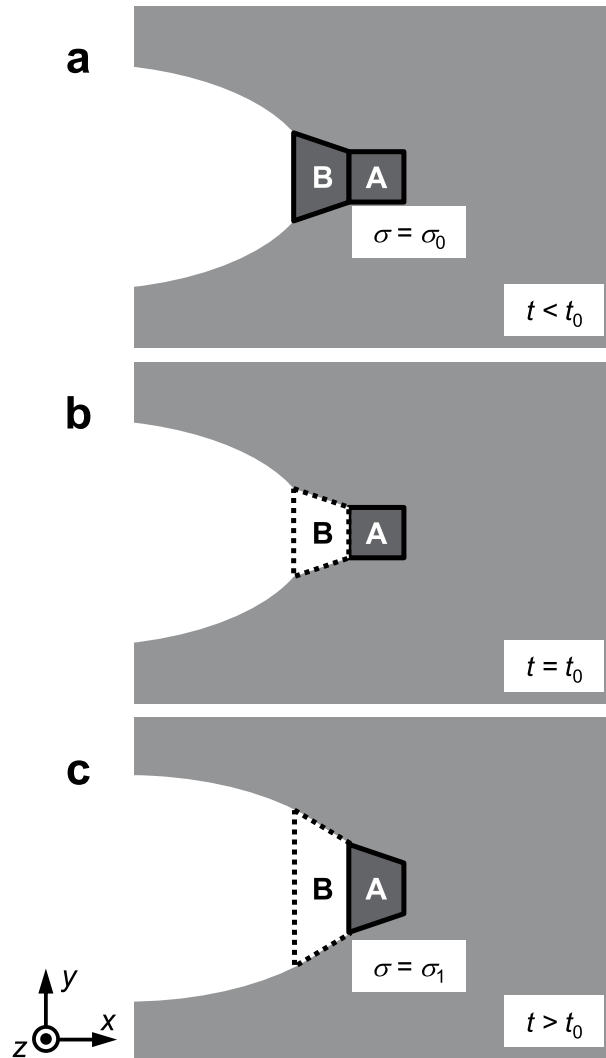 a
B A
σ = σ₀
t < t₀
b
B A
t = t₀
c
B A
σ = σ₁
t > t₀
y
x
z